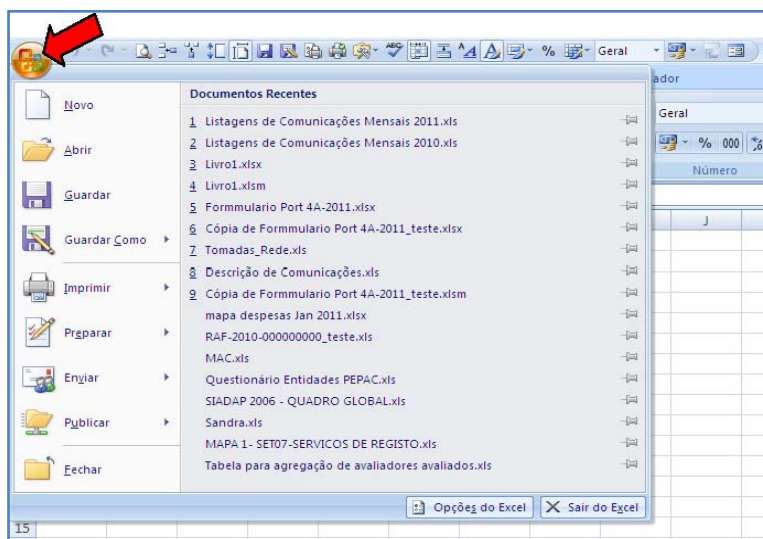 ABC
A
A
%
Geral
ador
Novo
Abrir
Guardar
Guardar Como
Imprimir
Preparar
Enviar
Publicar
Fechar
Documentos Recentes
1 Listagens de Comunicações Mensais 2011.xls
2 Listagens de Comunicações Mensais 2010.xls
3 Livro1.xlsx
4 Livro1.xlsm
5 Formmulario Port 4A-2011.xlsx
6 Cópia de Formmulario Port 4A-2011_teste.xlsx
7 Tomadas_Rede.xls
8 Descrição de Comunicações.xls
9 Cópia de Formmulario Port 4A-2011_teste.xlsm
mapa despesas Jan 2011.xlsx
RAF-2010-000000000_teste.xls
MAC.xls
Questionário Entidades PEPAC.xls
SIADAP 2006 - QUADRO GLOBAL.xls
Sandra.xls
MAPA 1- SET07-SERVICOS DE REGISTO.xls
Tabela para agregação de avaliadores avaliados.xls
Opções do Excel
Sair do Excel
Geral
% 000
Número
J
15